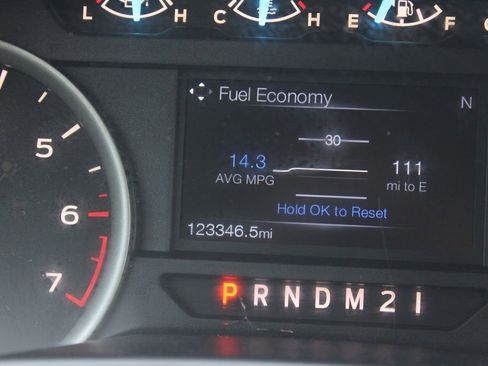 L H C H E F C
Fuel Economy N
30
14.3 111
AVG MPG mi to E
Hold OK to Reset
123346.5mi
5
6
7
P R N D M 2 1